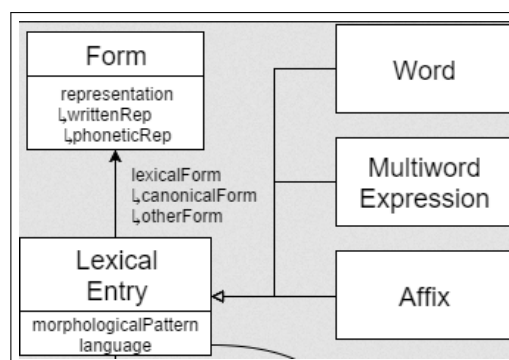 Form
representation
↳writtenRep
↳phoneticRep
lexicalForm
↳canonicalForm
↳otherForm
Lexical
Entry
morphologicalPattern
language
Word
Multiword
Expression
Affix